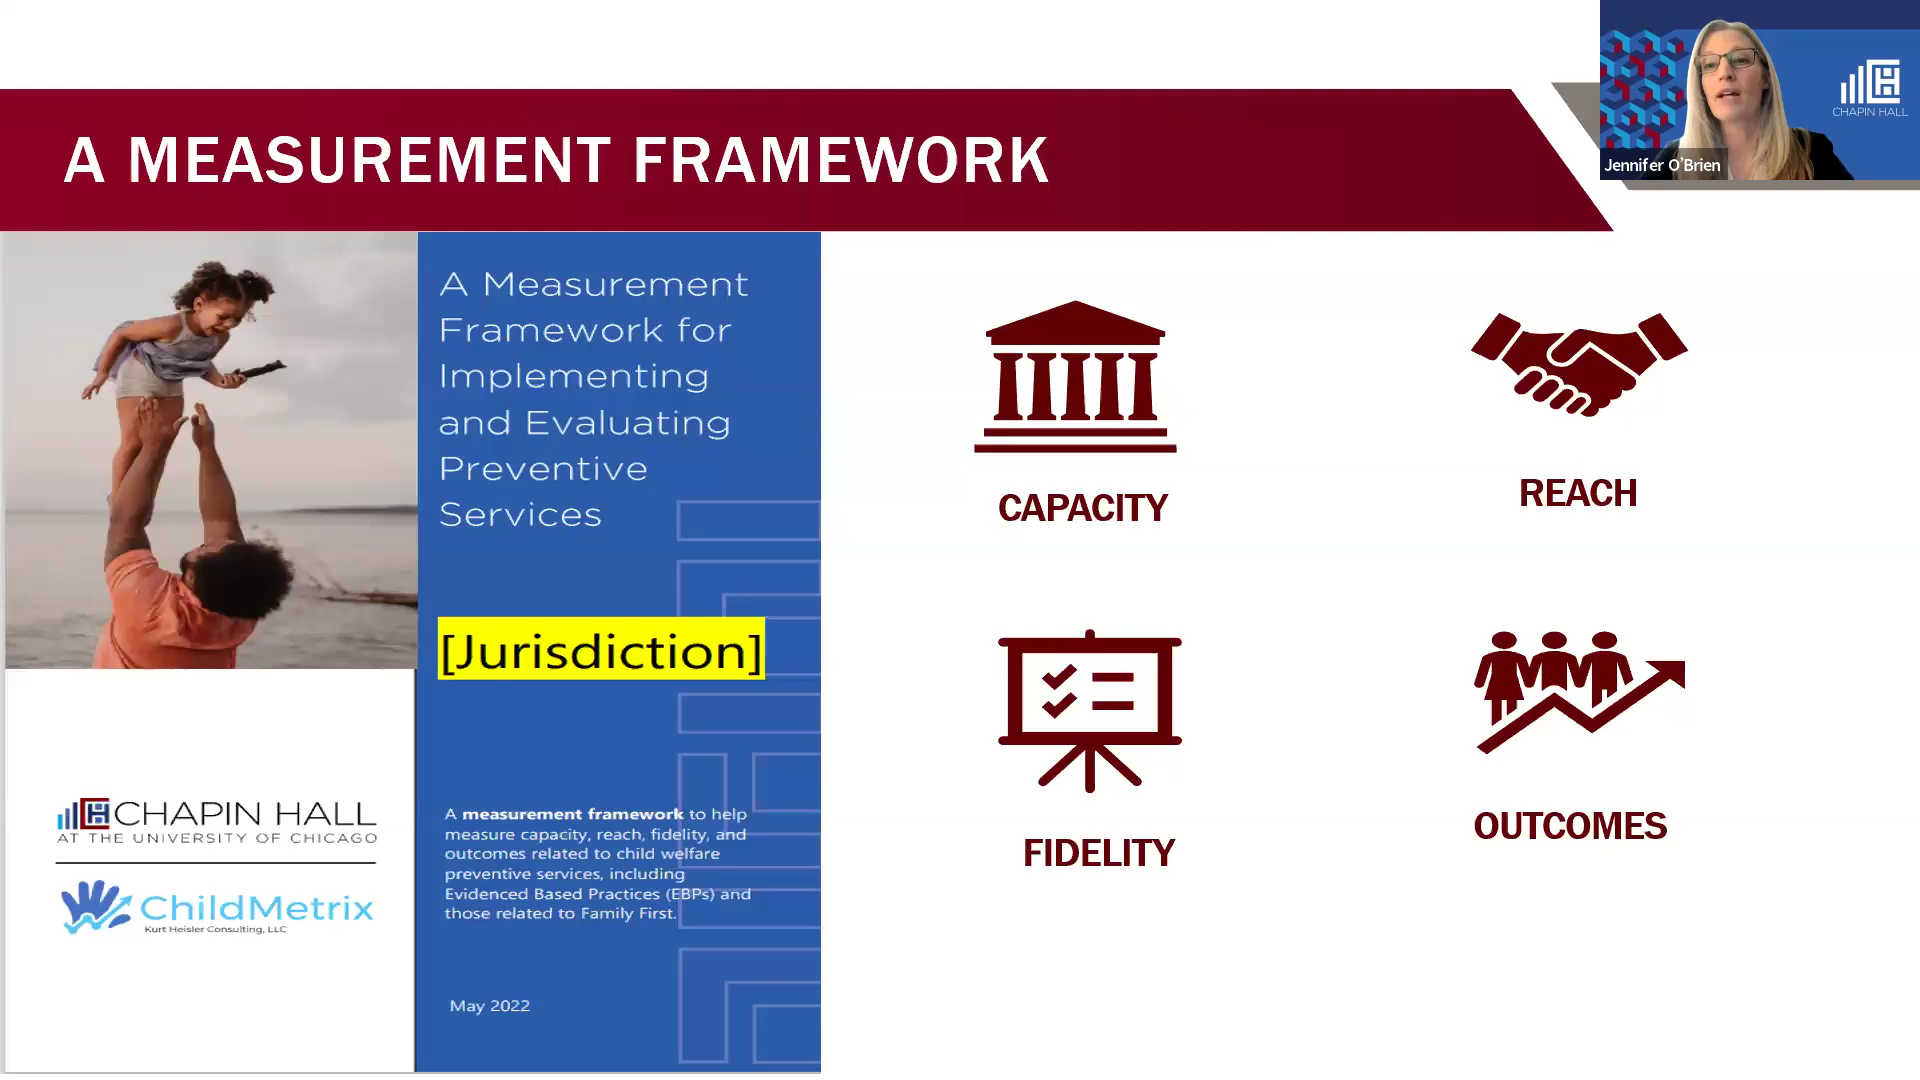 A MEASUREMENT FRAMEWORK
CHAPIN HALL
Jennifer O'Brien
A Measurement
Framework for
Implementing
and Evaluating
Preventive
Services
[Jurisdiction]
A measurement framework to help
measure capacity, reach, fidelity, and
outcomes related to child welfare
preventive services, including
Evidenced Based Practices (EBPs) and
those related to Family First.
May 2022
CHAPIN HALL
AT THE UNIVERSITY OF CHICAGO
ChildMetrix
Kurt Heisler Consulting, LLC
CAPACITY
REACH
FIDELITY
OUTCOMES